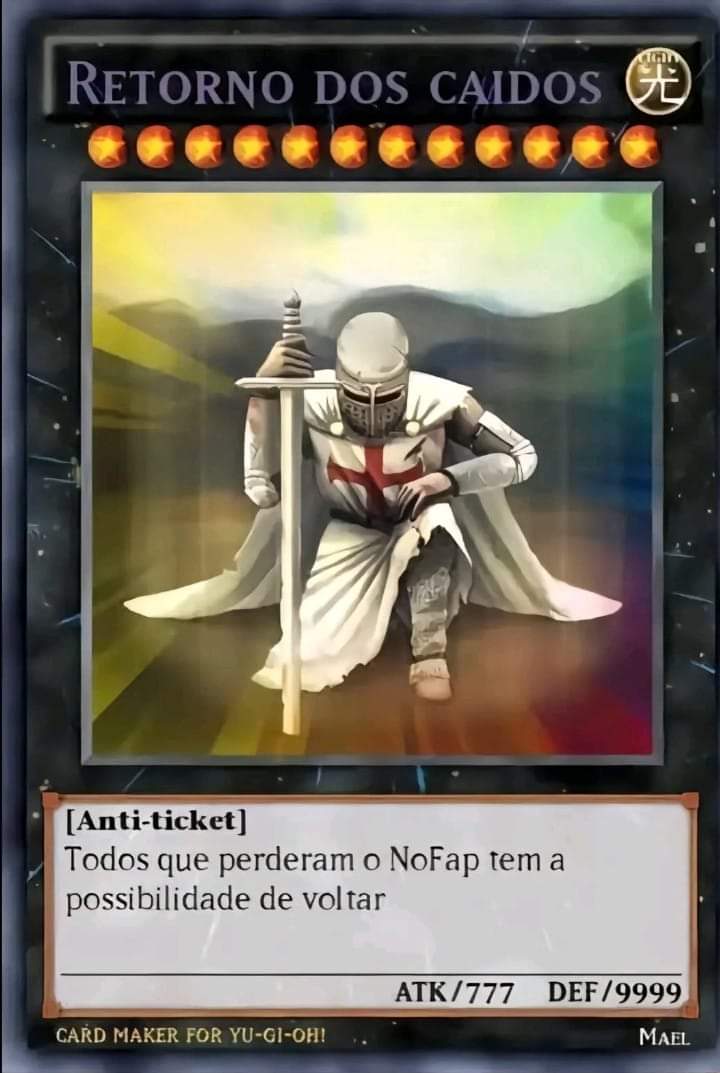 Retorno dos caidos
LIGHT
光
[Anti-ticket]
Todos que perderam o NoFap tem a
possibilidade de voltar
ATK/777 DEF/9999
CARD MAKER FOR YU-GI-OH! Mael